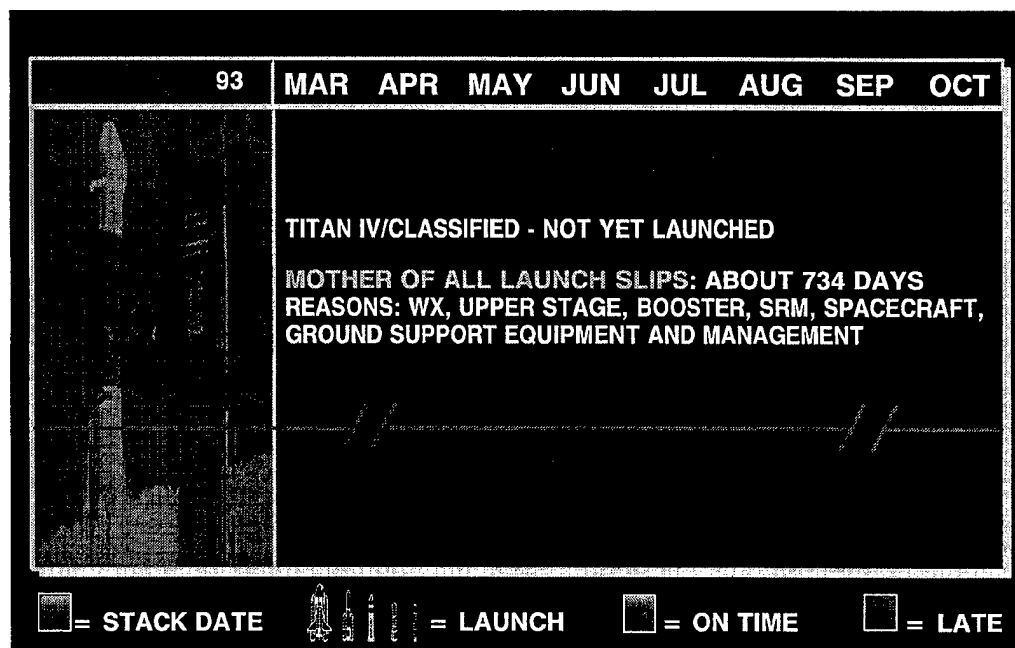 93 MAR APR MAY JUN JUL AUG SEP OCT
TITAN IV/CLASSIFIED - NOT YET LAUNCHED
MOTHER OF ALL LAUNCH SLIPS: ABOUT 734 DAYS
REASONS: WX, UPPER STAGE, BOOSTER, SRM, SPACECRAFT,
GROUND SUPPORT EQUIPMENT AND MANAGEMENT
= STACK DATE = LAUNCH = ON TIME = LATE